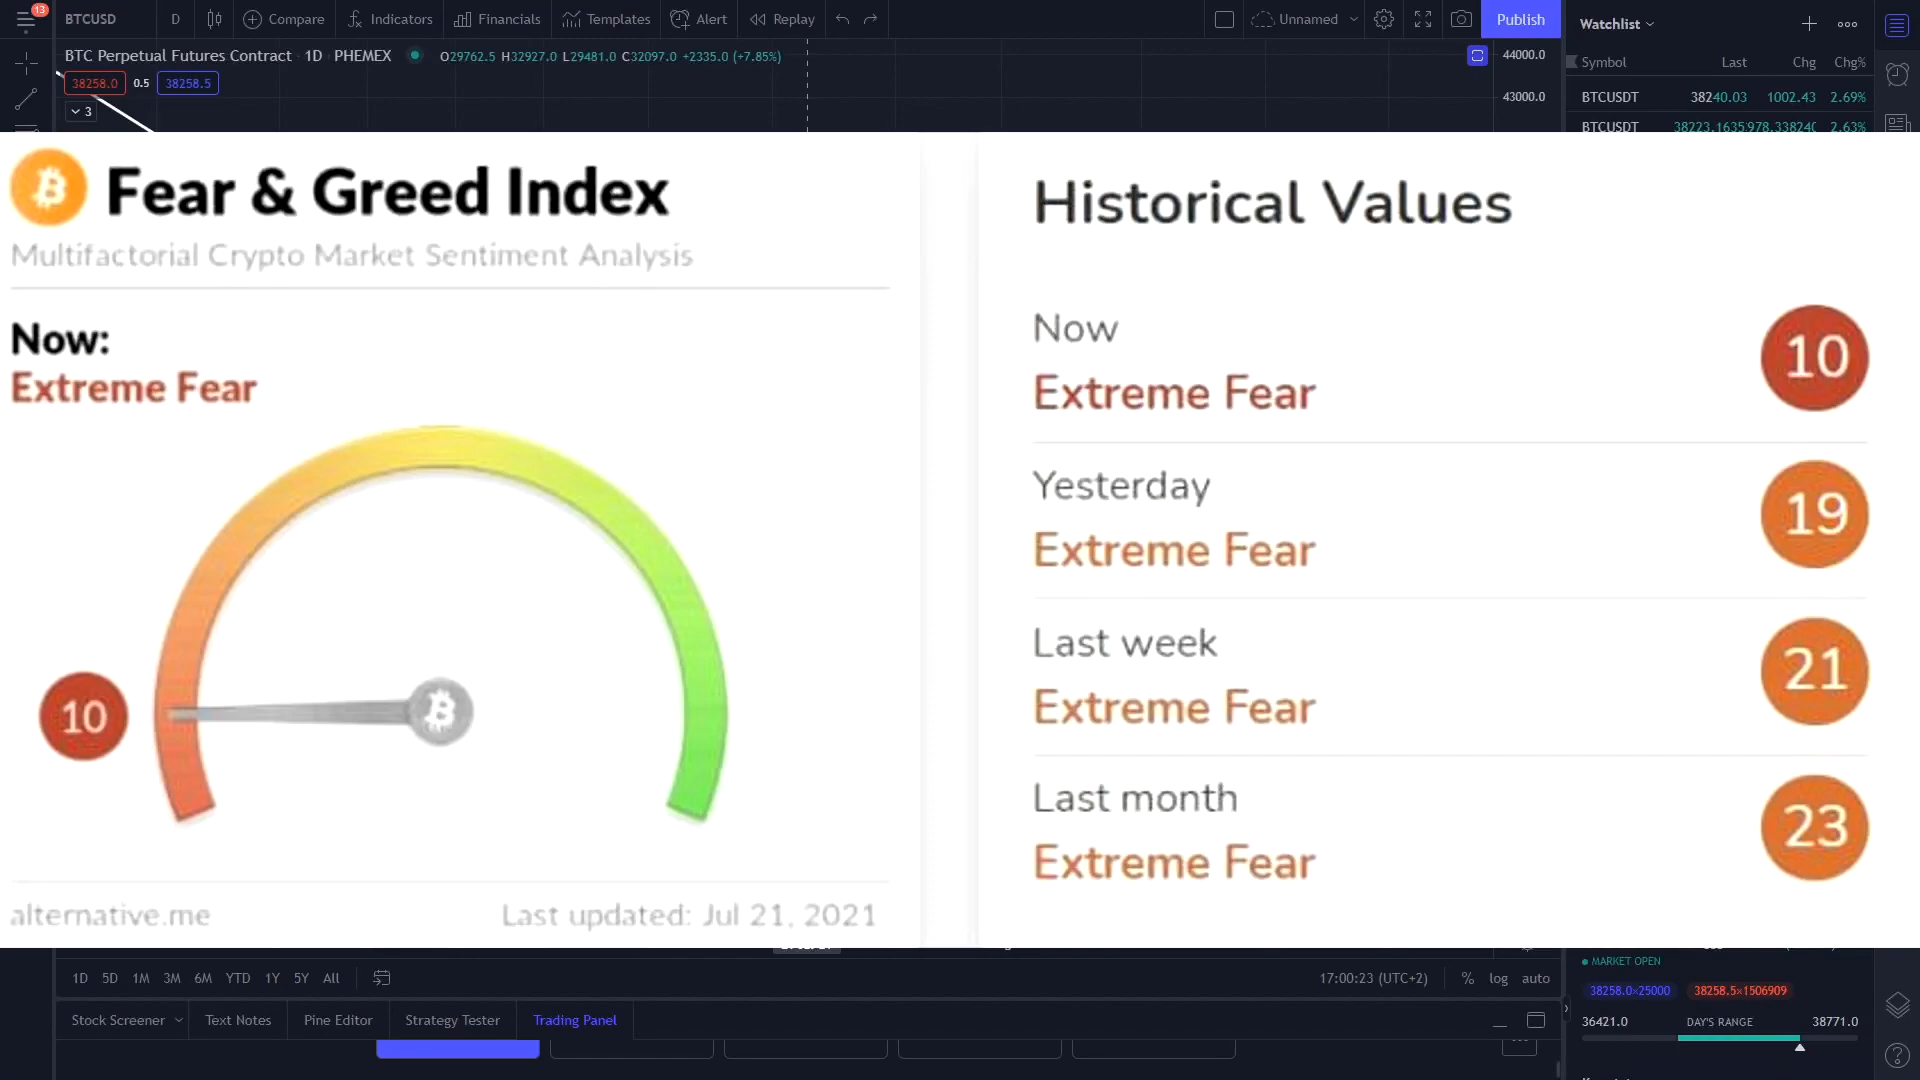 13
BTCUSD D Compare Indicators Financials Templates Alert Replay Unnamed Publish
BTC Perpetual Futures Contract · 1D · PHEMEX O29762.5 H32927.0 L29481.0 C32097.0 +2335.0 (+7.85%)
38258.0 0.5 38258.5
3
44000.0
43000.0
Watchlist
Symbol Last Chg Chg%
BTCUSDT 38240.03 1002.43 2.69%
BTCUSDT 2.63%
Fear & Greed Index
Multifactorial Crypto Market Sentiment Analysis
Now:
Extreme Fear
10
alternative.me Last updated: Jul 21, 2021
Historical Values
Now
Extreme Fear 10
Yesterday
Extreme Fear 19
Last week
Extreme Fear 21
Last month
Extreme Fear 23
1D 5D 1M 3M 6M YTD 1Y 5Y All 17:00:23 (UTC+2) % log auto
Stock Screener Text Notes Pine Editor Strategy Tester Trading Panel
MARKET OPEN
38258.0×25000 38258.5×1506909
36421.0 DAY'S RANGE 38771.0